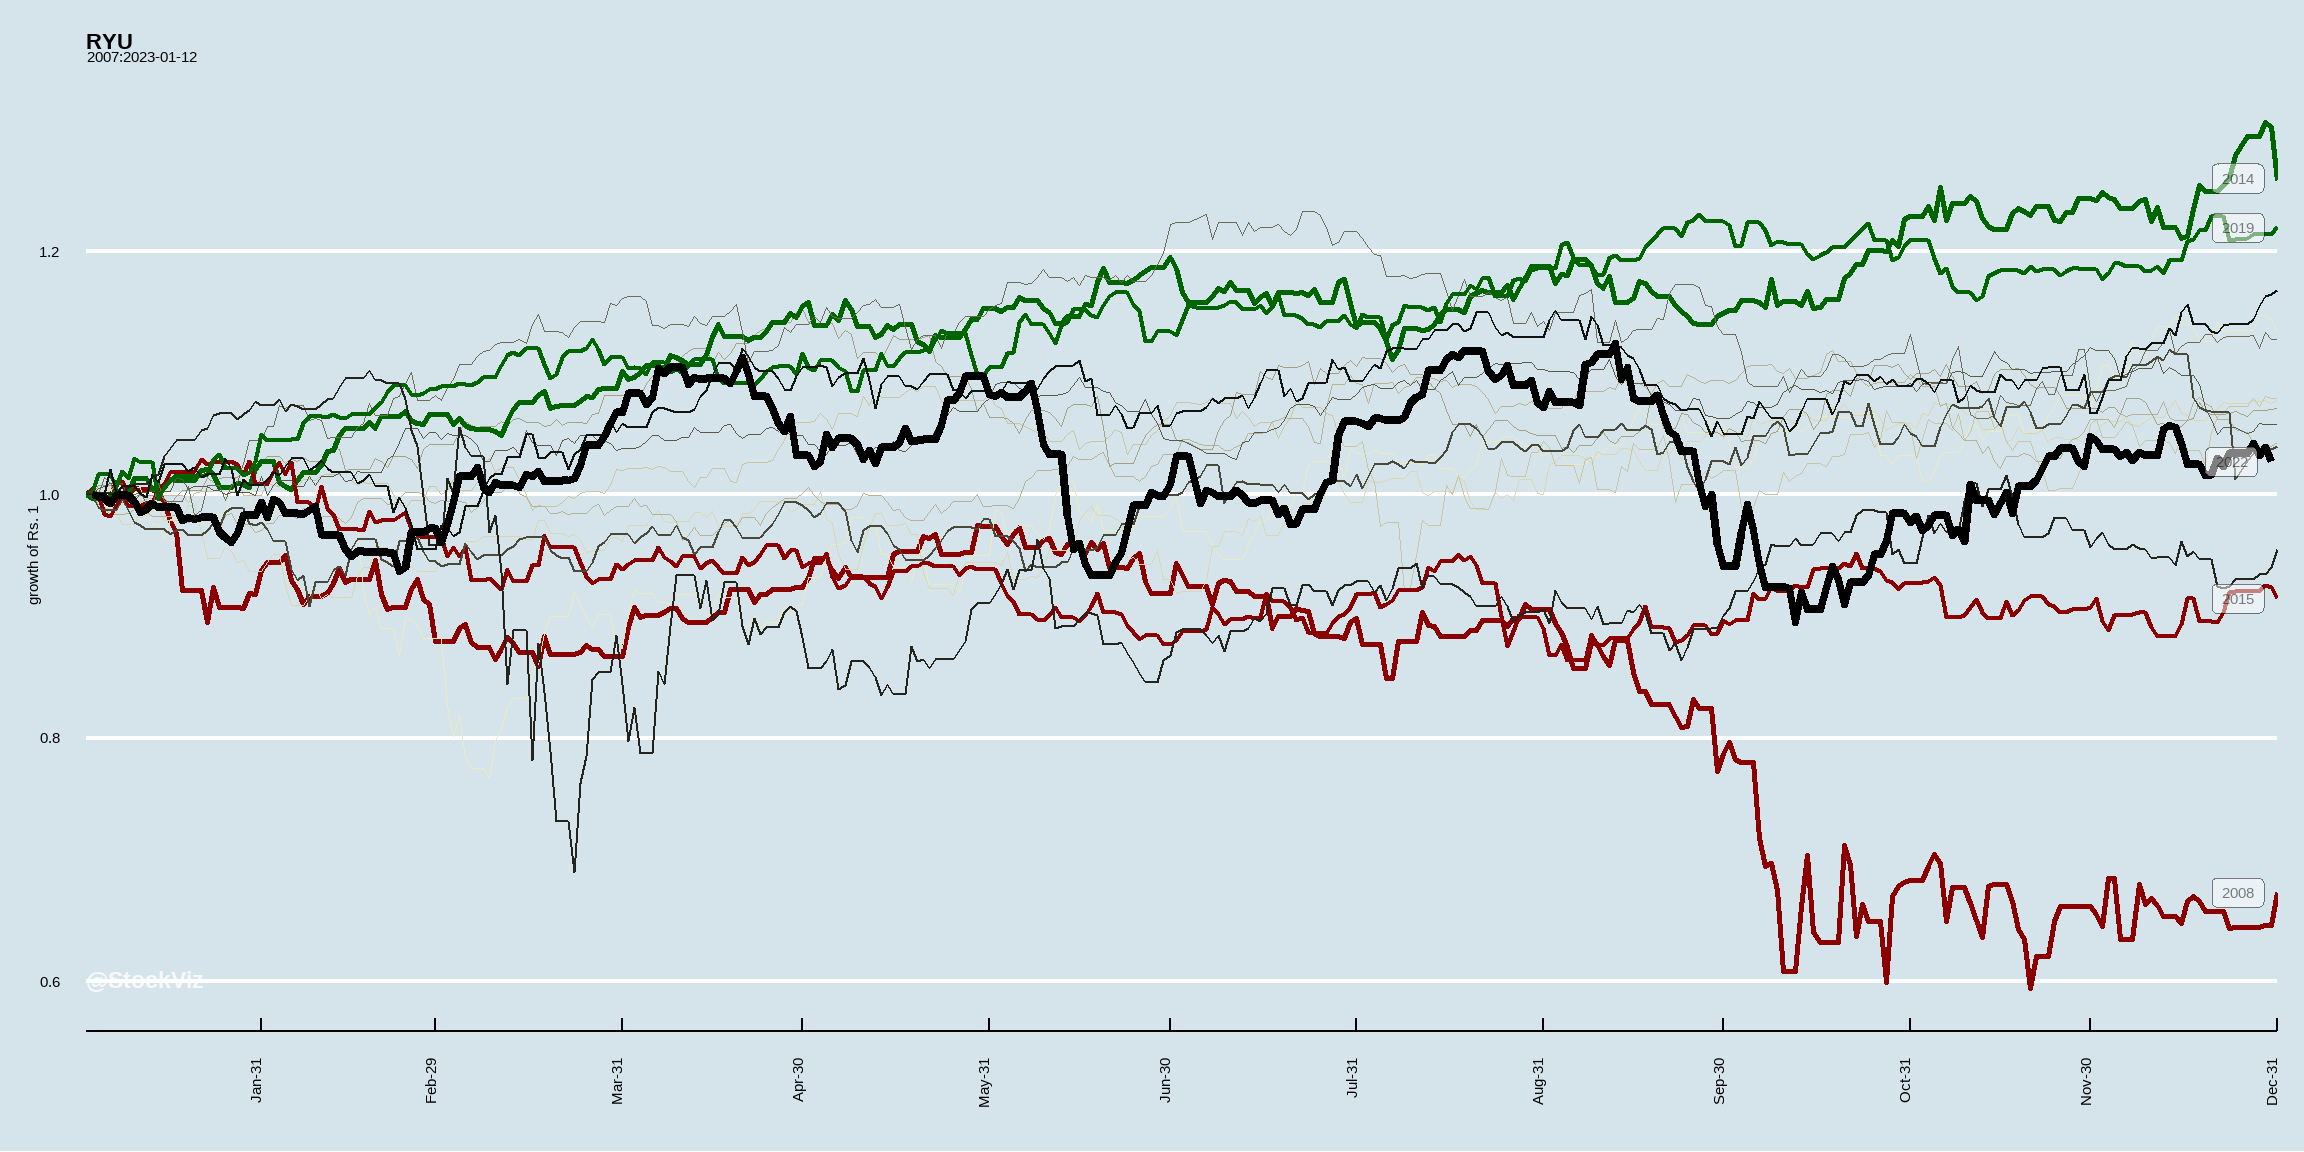 RYU
2007:2023-01-12
growth of Rs. 1
1.2
1.0
0.8
0.6
2014
2019
2022
2015
2008
@StockViz
Jan-31
Feb-29
Mar-31
Apr-30
May-31
Jun-30
Jul-31
Aug-31
Sep-30
Oct-31
Nov-30
Dec-31